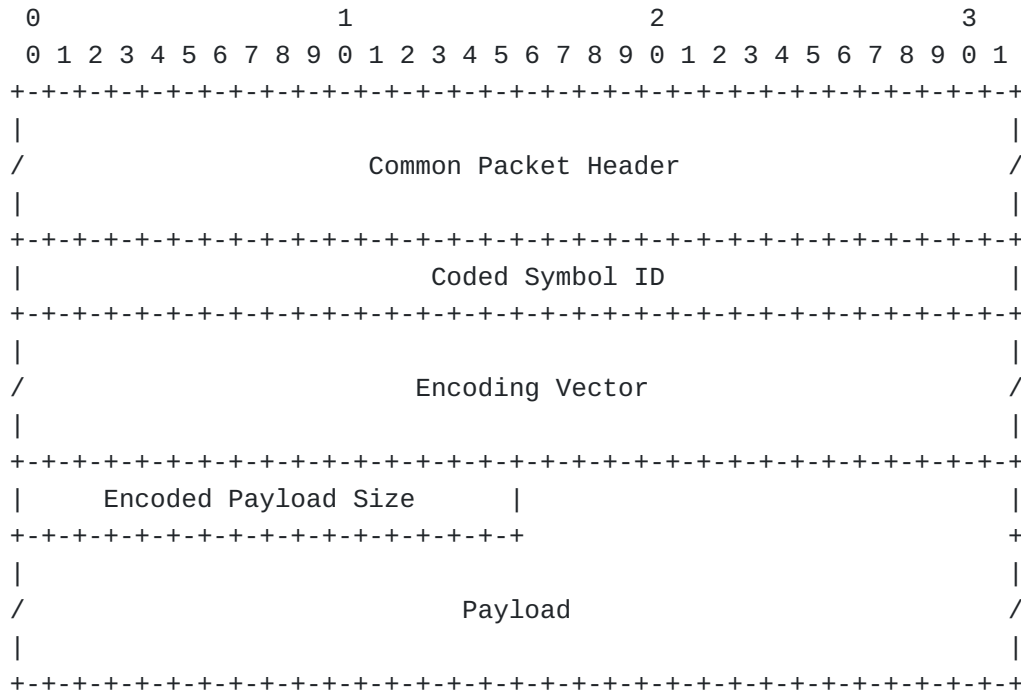 0                   1                   2                   3
 0 1 2 3 4 5 6 7 8 9 0 1 2 3 4 5 6 7 8 9 0 1 2 3 4 5 6 7 8 9 0 1
+-+-+-+-+-+-+-+-+-+-+-+-+-+-+-+-+-+-+-+-+-+-+-+-+-+-+-+-+-+-+-+-+
|                                                               |
/                      Common Packet Header                     /
|                                                               |
+-+-+-+-+-+-+-+-+-+-+-+-+-+-+-+-+-+-+-+-+-+-+-+-+-+-+-+-+-+-+-+-+
|                          Coded Symbol ID                      |
+-+-+-+-+-+-+-+-+-+-+-+-+-+-+-+-+-+-+-+-+-+-+-+-+-+-+-+-+-+-+-+-+
|                                                               |
/                         Encoding Vector                       /
|                                                               |
+-+-+-+-+-+-+-+-+-+-+-+-+-+-+-+-+-+-+-+-+-+-+-+-+-+-+-+-+-+-+-+-+
|     Encoded Payload Size      |                               |
+-+-+-+-+-+-+-+-+-+-+-+-+-+-+-+-+                               +
|                                                               |
/                            Payload                            /
|                                                               |
+-+-+-+-+-+-+-+-+-+-+-+-+-+-+-+-+-+-+-+-+-+-+-+-+-+-+-+-+-+-+-+-+